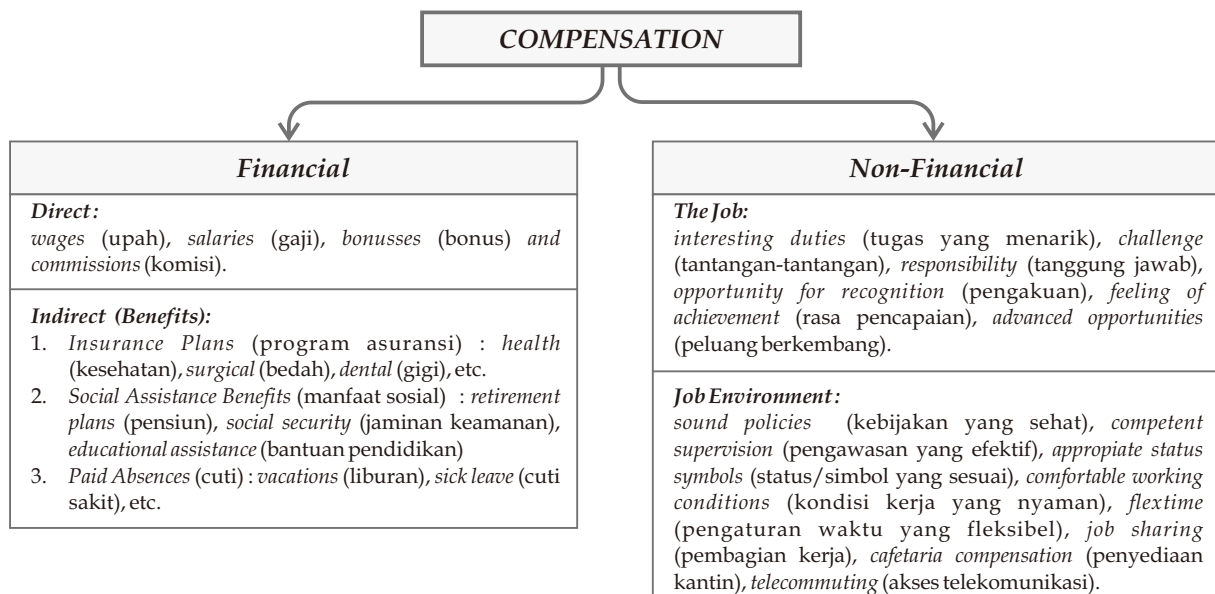 COMPENSATION
Financial
Direct:
wages (upah), salaries (gaji), bonusses (bonus) and
commissions (komisi).
Indirect (Benefits):
1. Insurance Plans (program asuransi) : health
(kesehatan), surgical (bedah), dental (gigi), etc.
2. Social Assistance Benefits (manfaat sosial) : retirement
plans (pensiun), social security (jaminan keamanan),
educational assistance (bantuan pendidikan)
3. Paid Absences (cuti) : vacations (liburan), sick leave (cuti
sakit), etc.
Non-Financial
The Job:
interesting duties (tugas yang menarik), challenge
(tantangan-tantangan), responsibility (tanggung jawab),
opportunity for recognition (pengakuan), feeling of
achievement (rasa pencapaian), advanced opportunities
(peluang berkembang).
Job Environment:
sound policies (kebijakan yang sehat), competent
supervision (pengawasan yang efektif), appropiate status
symbols (status/simbol yang sesuai), comfortable working
conditions (kondisi kerja yang nyaman), flextime
(pengaturan waktu yang fleksibel), job sharing
(pembagian kerja), cafetaria compensation (penyediaan
kantin), telecommuting (akses telekomunikasi).